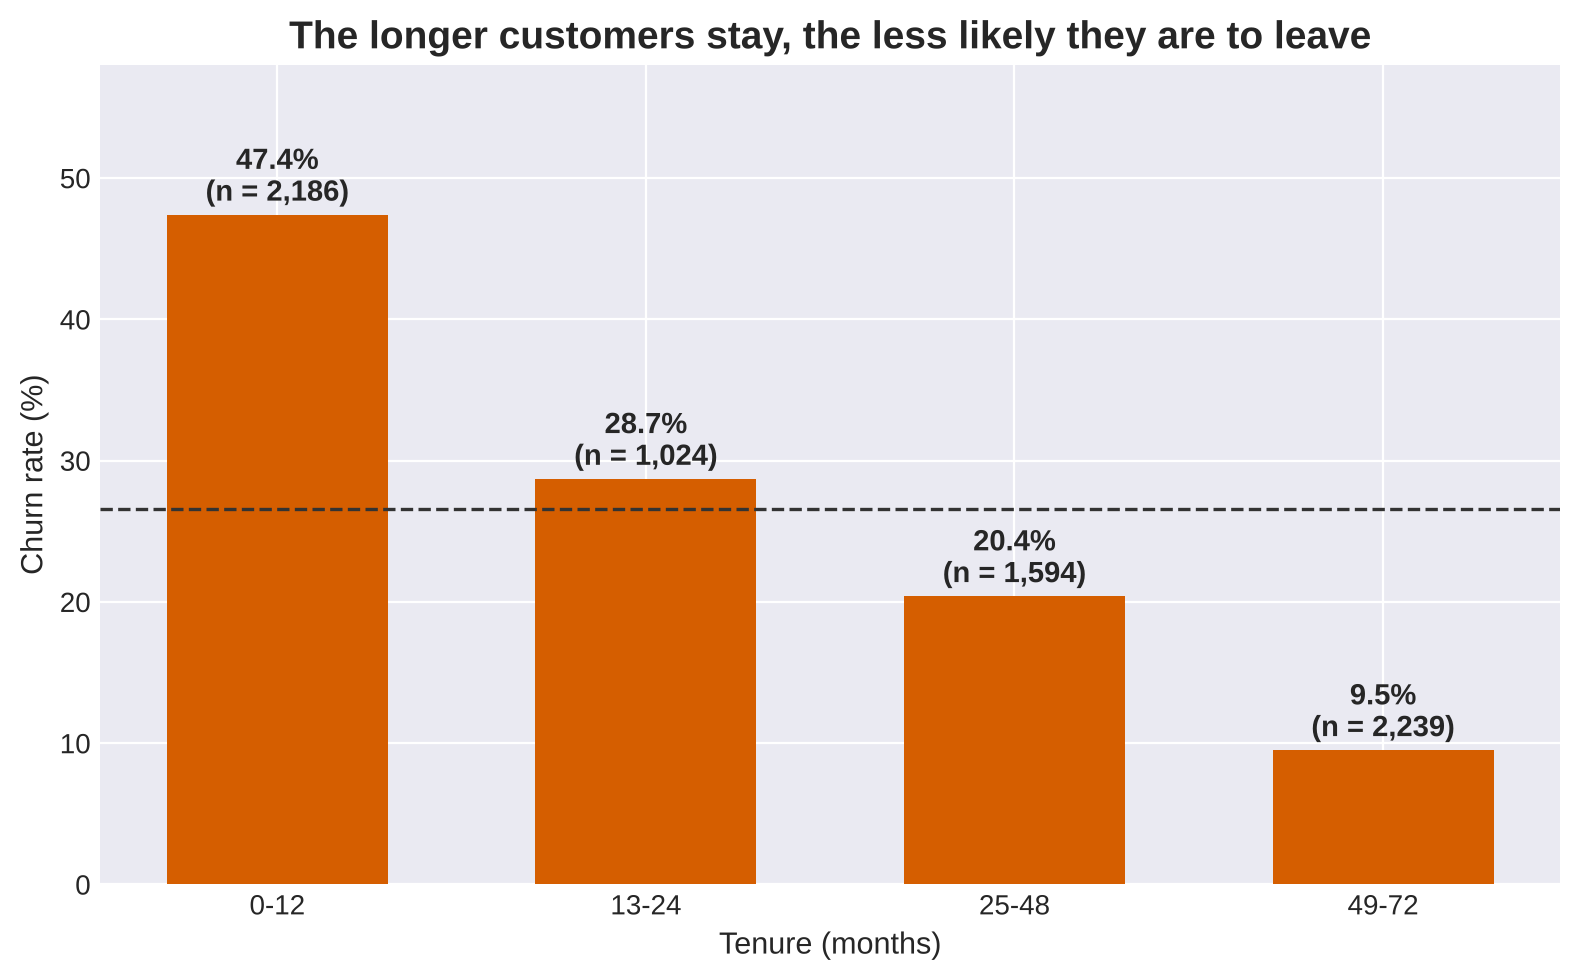 The longer customers stay, the less likely they are to leave
Churn rate (%)
50
40
30
20
10
0
47.4%
(n = 2,186)
28.7%
(n = 1,024)
20.4%
(n = 1,594)
9.5%
(n = 2,239)
0-12
13-24
25-48
49-72
Tenure (months)